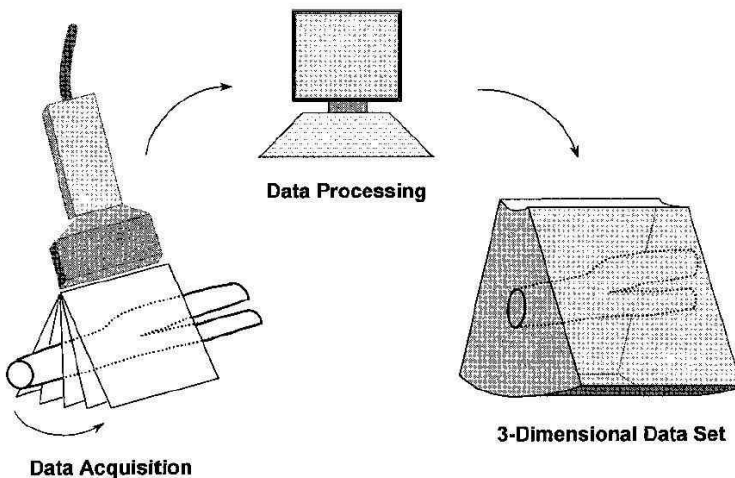 Data Processing
3-Dimensional Data Set
Data Acquisition